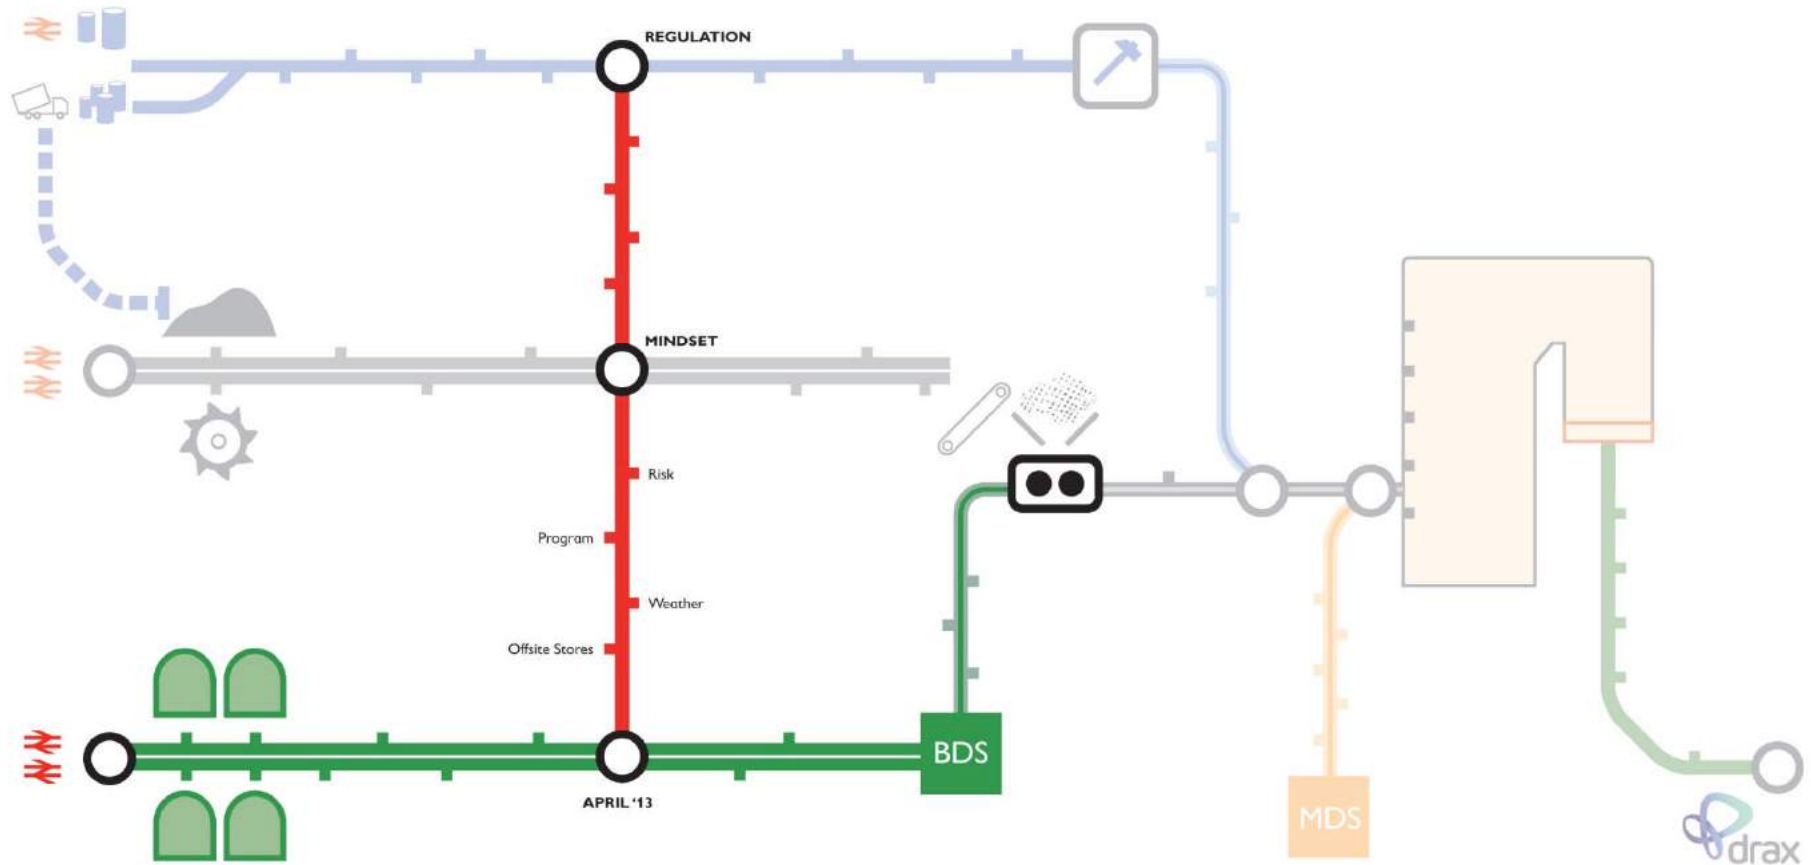 REGULATION
MINDSET
Risk
Program
Weather
Offsite Stores
BDS
APRIL '13
MDS
drax